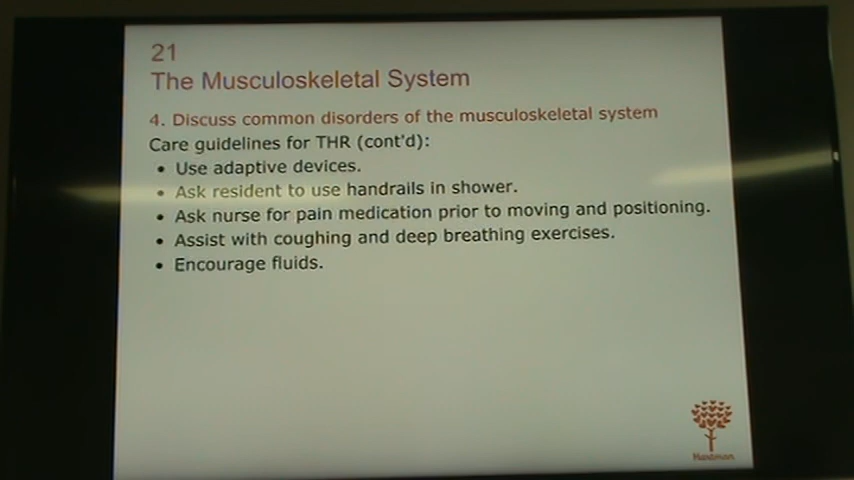 21
The Musculoskeletal System
4. Discuss common disorders of the musculoskeletal system
Care guidelines for THR (cont'd):
• Use adaptive devices.
• Ask resident to use handrails in shower.
• Ask nurse for pain medication prior to moving and positioning.
• Assist with coughing and deep breathing exercises.
• Encourage fluids.
Hartman